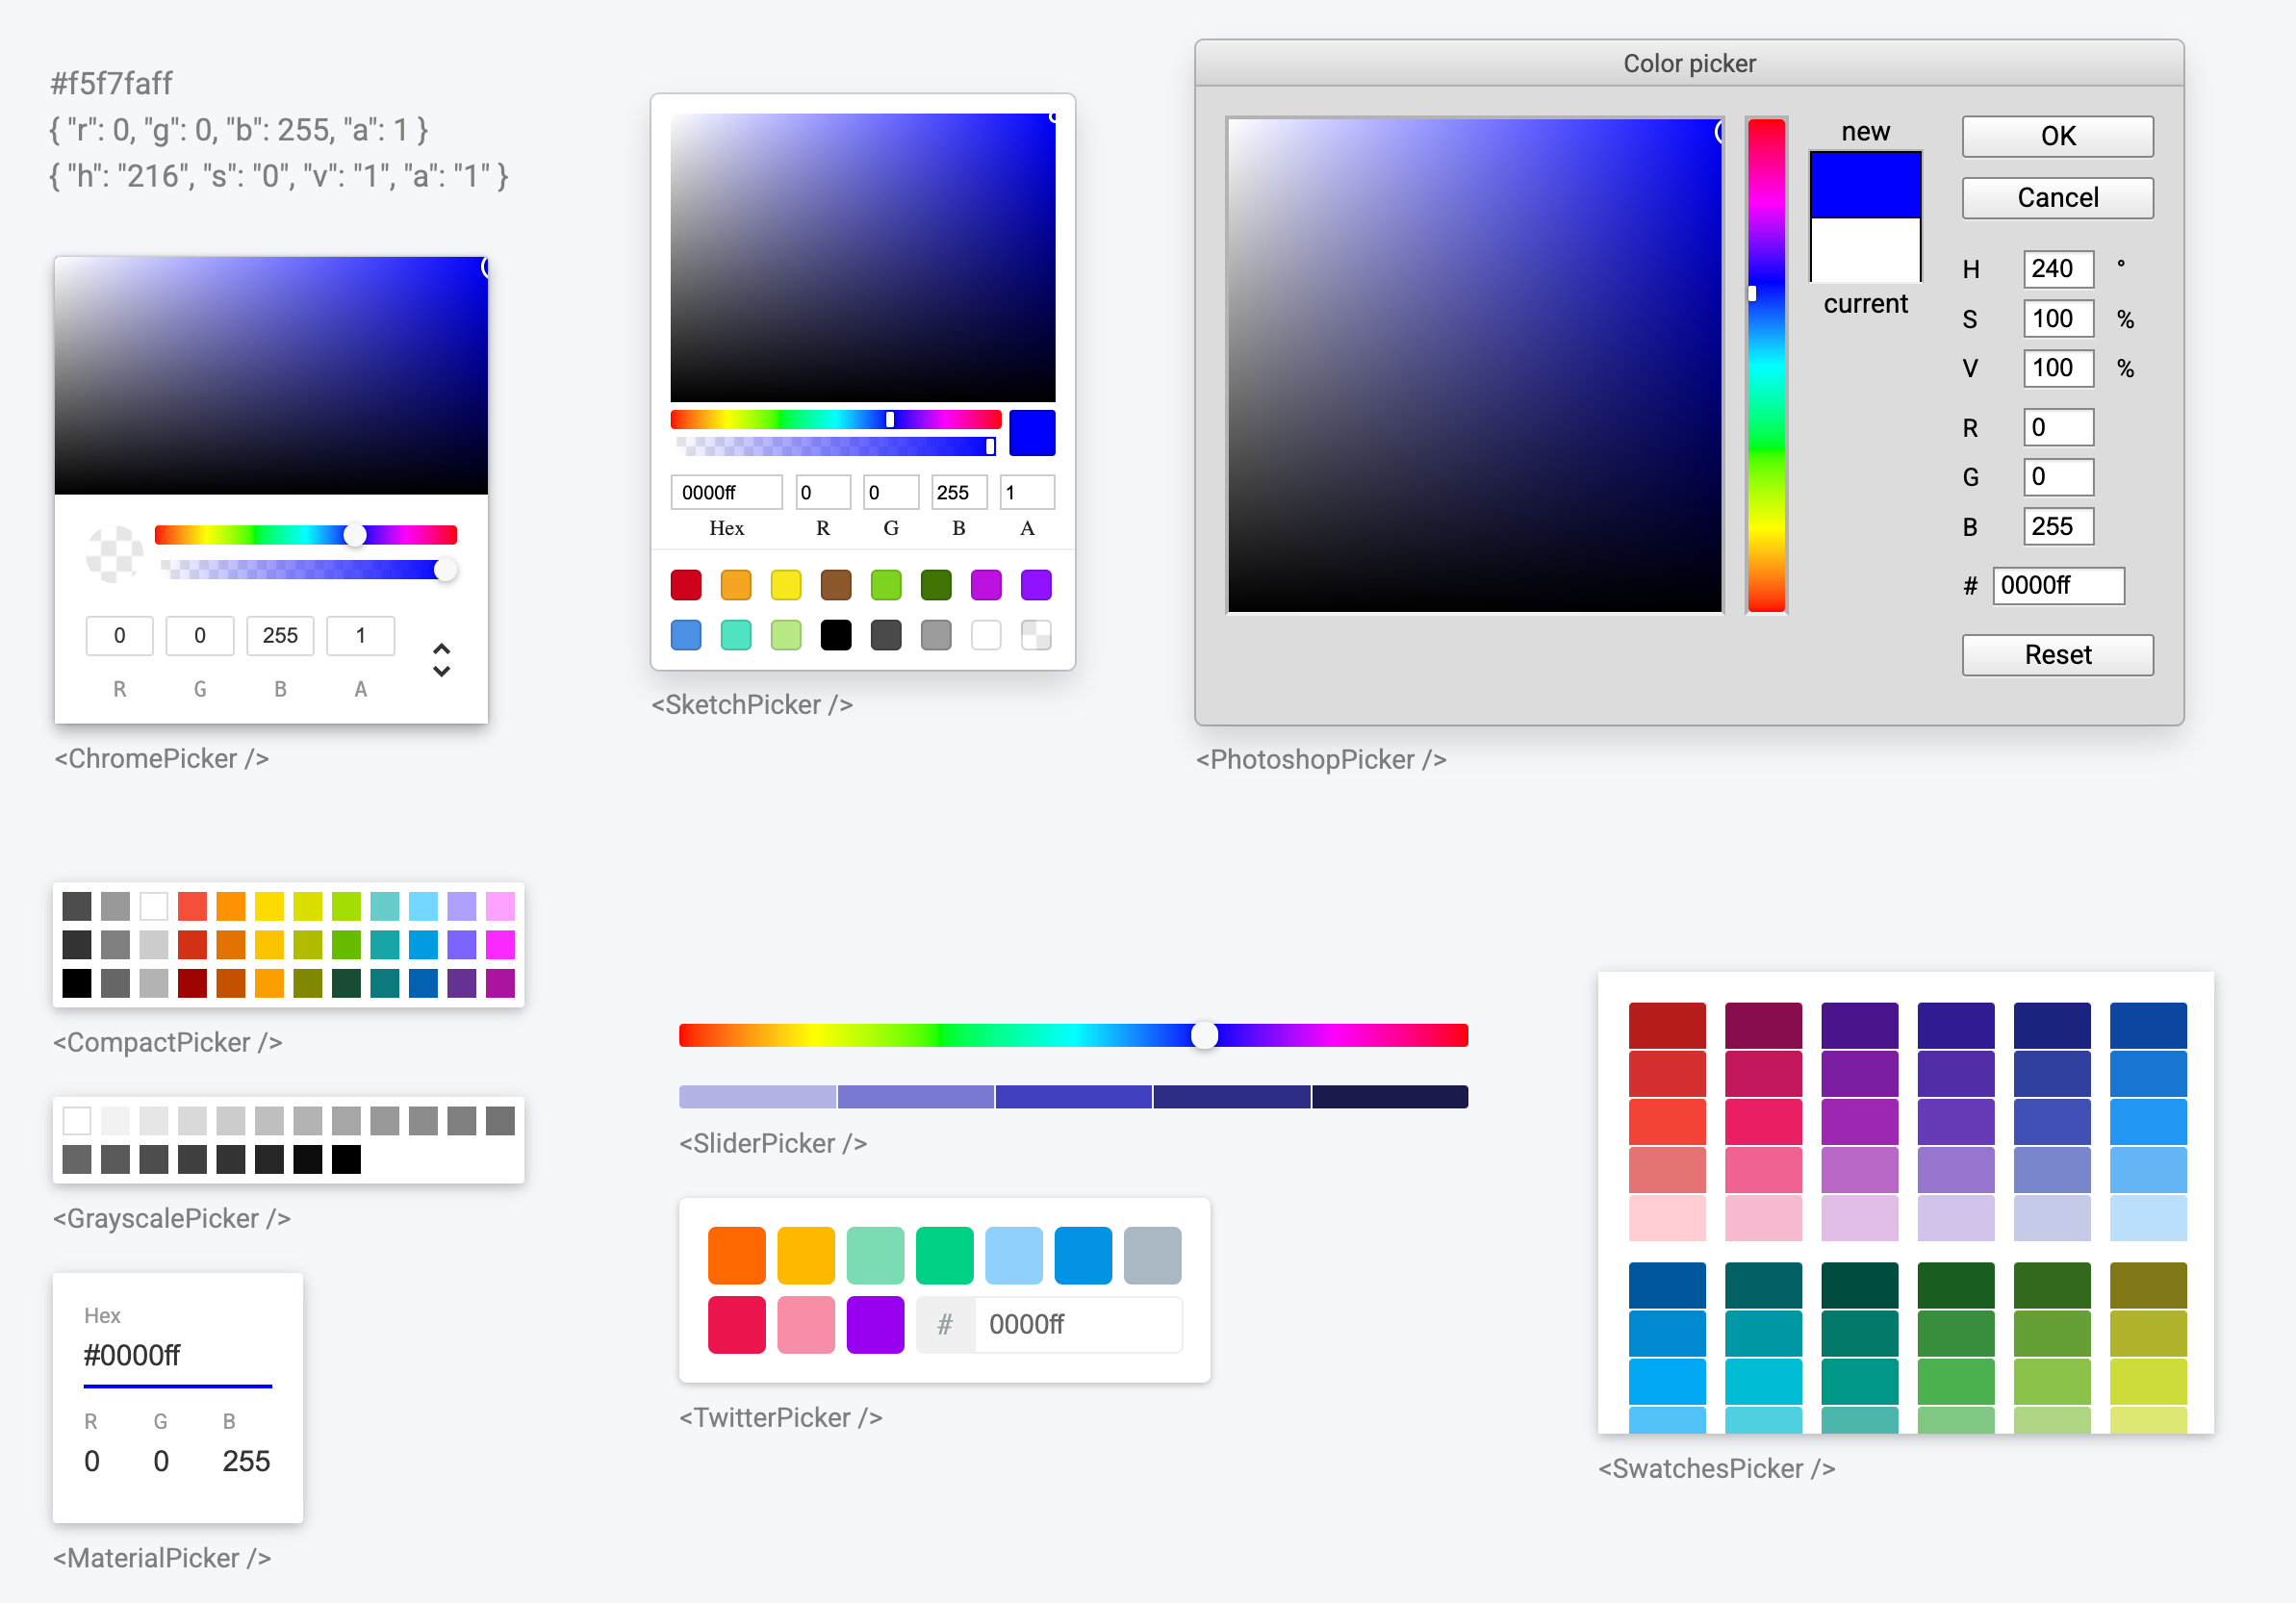 #f5f7faff
{ "r": 0, "g": 0, "b": 255, "a": 1 }
{ "h": "216", "s": "0", "v": "1", "a": "1" }
0 0 255 1
R G B A
<ChromePicker />
0000ff 0 0 255 1
Hex R G B A
<SketchPicker />
Color picker
new
current
OK
Cancel
H 240 °
S 100 %
V 100 %
R 0
G 0
B 255
# 0000ff
Reset
<PhotoshopPicker />
<CompactPicker />
<GrayscalePicker />
Hex
#0000ff
R G B
0 0 255
<MaterialPicker />
<SliderPicker />
# 0000ff
<TwitterPicker />
<SwatchesPicker />